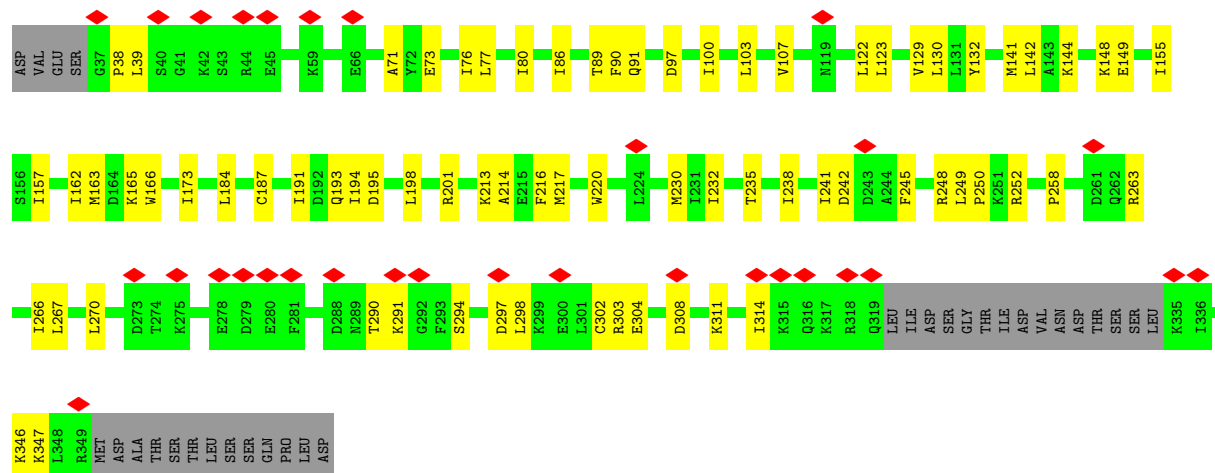 ASP VAL GLU SER G37 P38 L39 S40 G41 K42 S43 R44 E45 K59 E66 A71 Y72 E73 I76 L77 I80 I86 T89 F90 Q91 D97 I100 L103 V107 N119 L122 L123 V129 L130 L131 Y132 M141 L142 A143 K144 K148 E149 I155
S156 I157 I162 M163 D164 K165 W166 I173 L184 C187 I191 D192 Q193 I194 D195 L198 R201 K213 A214 E215 F216 M217 W220 L224 M230 I231 I232 T235 I238 I241 D242 D243 A244 F245 R248 L249 P250 K251 R252 P258 D261 Q262 R263
I266 L267 L270 D273 T274 K275 E278 D279 E280 F281 D288 N289 T290 K291 G292 F293 S294 D297 L298 K299 E300 L301 C302 R303 E304 D308 K311 I314 K315 Q316 K317 R318 Q319 LEU ILE ASP SER GLY THR ILE ASP VAL ASN ASP THR SER SER LEU K335 I336
K346 K347 L348 R349 MET ASP ALA THR SER THR LEU SER SER GLN PRO LEU ASP